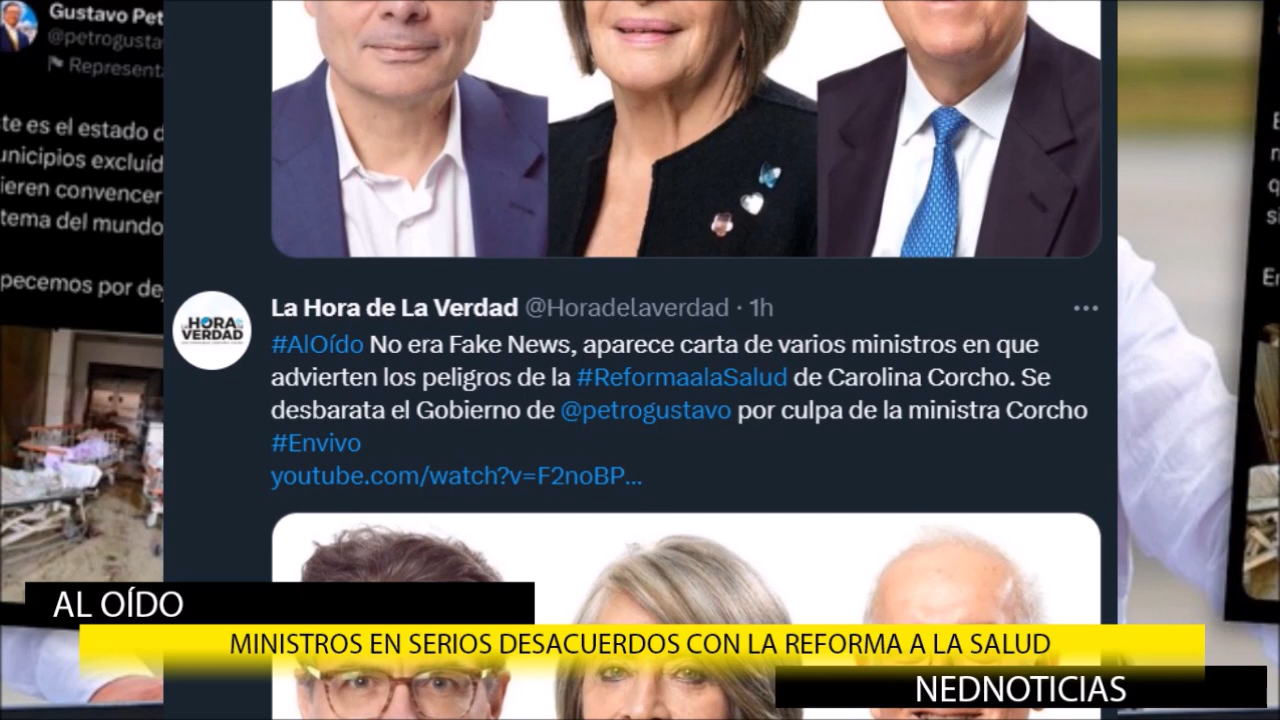 Gustavo Pet
@petrogusta
Represent
te es el estado d
unicipios excluíd
ieren convencer
tema del mundo
pecemos por de
HORA
VERDAD
La Hora de La Verdad @Horadelaverdad · 1h
#AlOído No era Fake News, aparece carta de varios ministros en que
advierten los peligros de la #ReformaalaSalud de Carolina Corcho. Se
desbarata el Gobierno de @petrogustavo por culpa de la ministra Corcho
#Envivo
youtube.com/watch?v=F2noBP...
AL OÍDO
MINISTROS EN SERIOS DESACUERDOS CON LA REFORMA A LA SALUD
NEDNOTICIAS